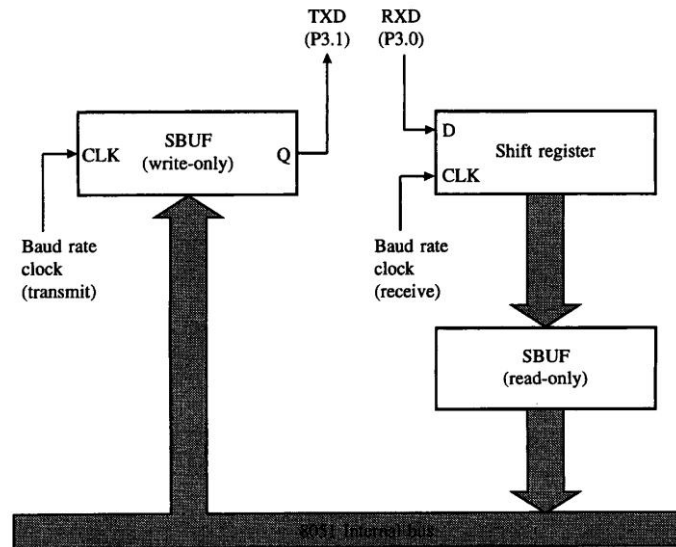 TXD
(P3.1)
RXD
(P3.0)
SBUF
(write-only)
CLK
Q
D
CLK
Shift register
Baud rate
clock
(transmit)
Baud rate
clock
(receive)
SBUF
(read-only)
8051 Internal bus